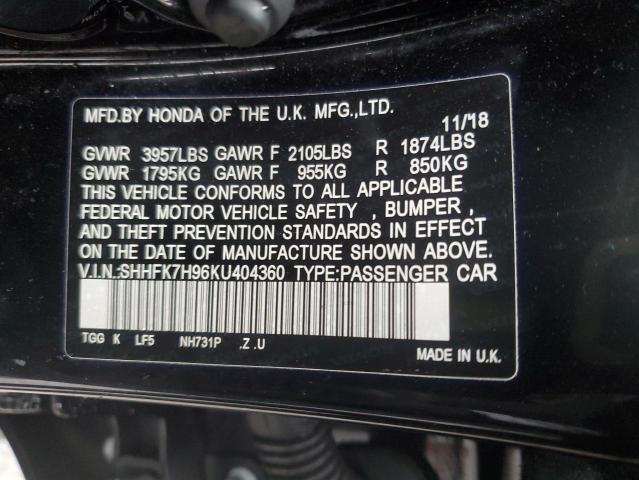 MFD.BY HONDA OF THE U.K. MFG.,LTD.
11/18
GVWR 3957LBS GAWR F 2105LBS R 1874LBS
GVWR 1795KG GAWR F 955KG R 850KG
THIS VEHICLE CONFORMS TO ALL APPLICABLE
FEDERAL MOTOR VEHICLE SAFETY , BUMPER ,
AND THEFT PREVENTION STANDARDS IN EFFECT
ON THE DATE OF MANUFACTURE SHOWN ABOVE.
V.I.N.:SHHFK7H96KU404360 TYPE:PASSENGER CAR
TGG K LF5 NH731P .Z .U
MADE IN U.K.